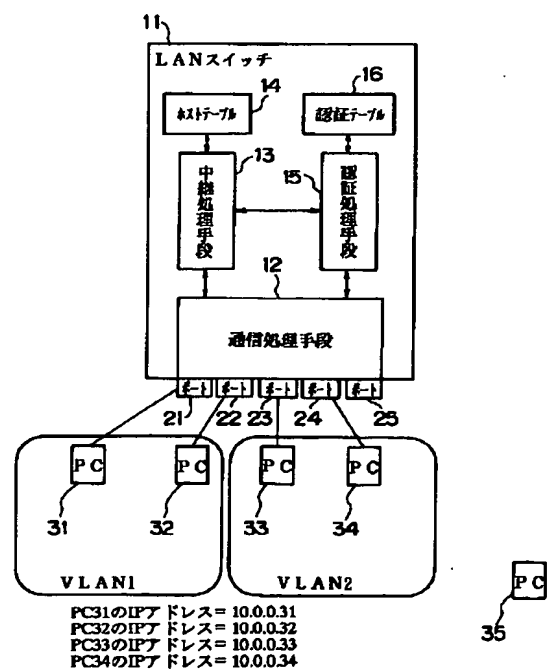 11
LANスイッチ
14
16
ホストテーブル
認証テーブル
13
15
中継処理手段
認証処理手段
12
通信処理手段
ポート
ポート
ポート
ポート
ポート
21
22
23
24
25
PC
PC
PC
PC
31
32
33
34
VLAN1
VLAN2
PC
35
PC31のIPアドレス= 10.0.0.31
PC32のIPアドレス= 10.0.0.32
PC33のIPアドレス= 10.0.0.33
PC34のIPアドレス= 10.0.0.34